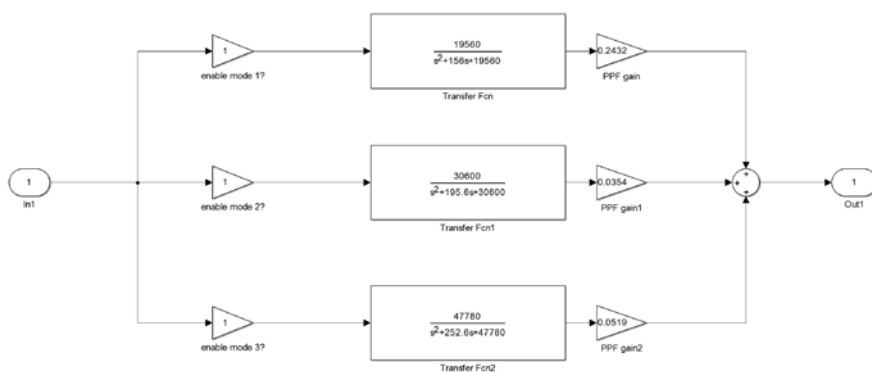 1
enable mode 1?
19560
s²+156s+19560
Transfer Fcn
0.2432
PPF gain
1
In1
1
enable mode 2?
30600
s²+195.6s+30600
Transfer Fcn1
0.0354
PPF gain1
1
Out1
1
enable mode 3?
47780
s²+252.6s+47780
Transfer Fcn2
0.0519
PPF gain2